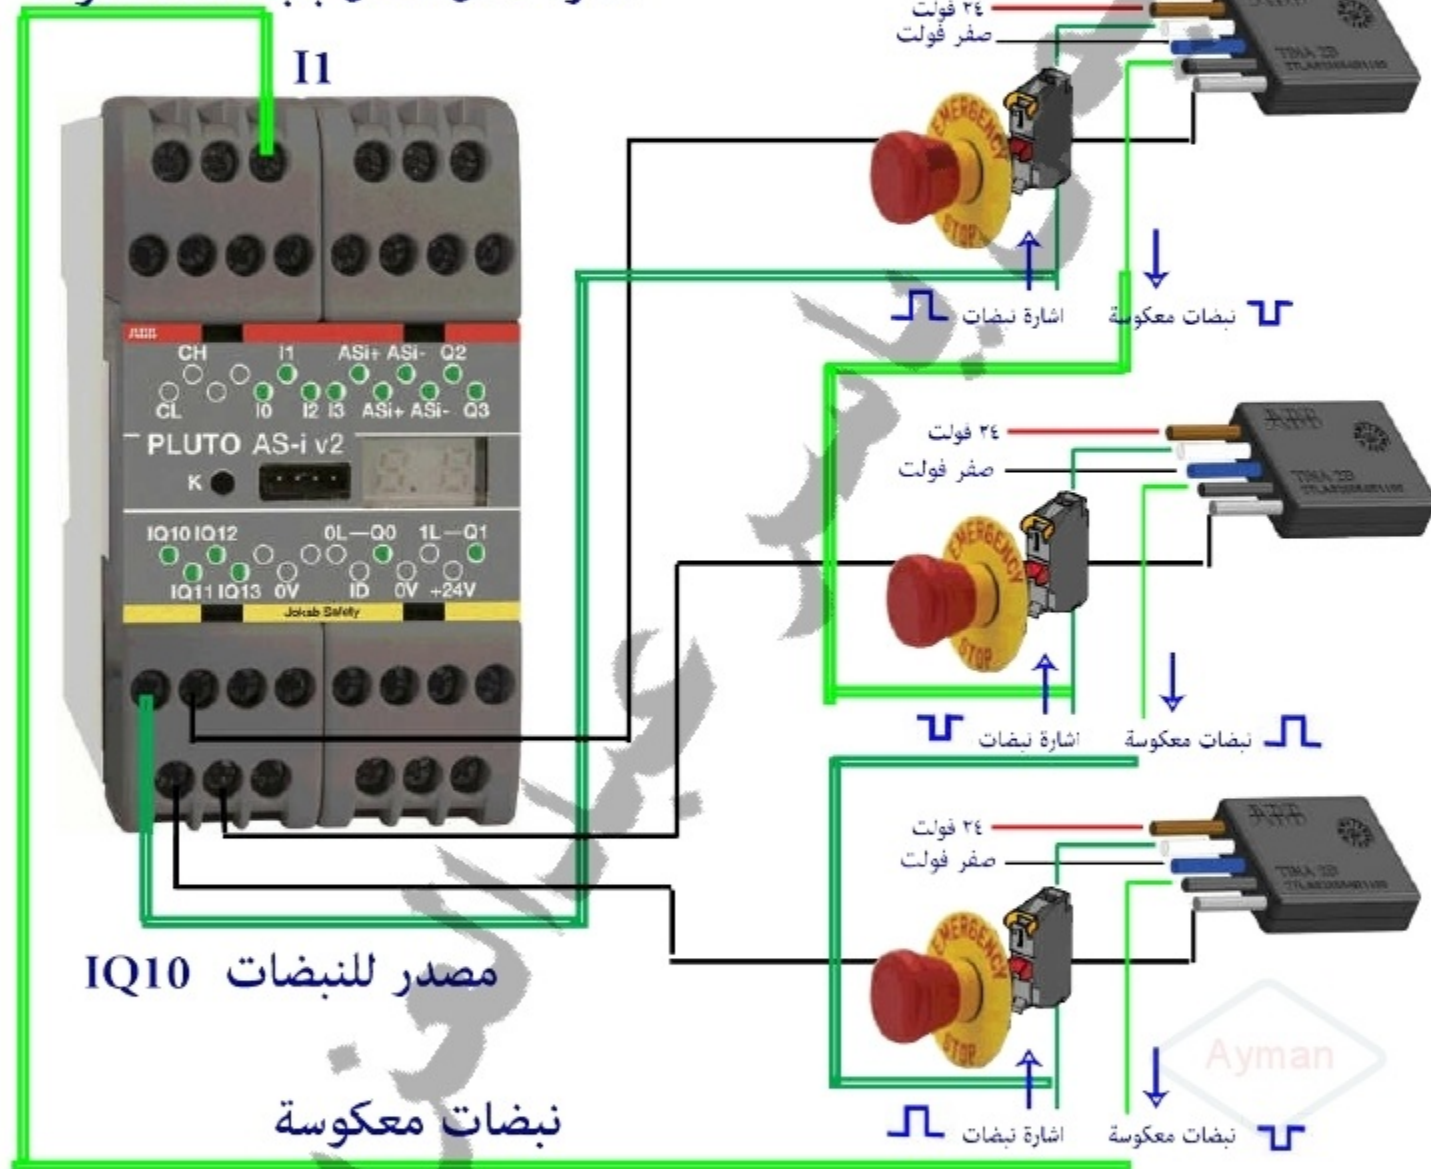 ٢٤ فولت
صفر فولت
I1
EMERGENCY
STOP
TINA 2B
اشارة نبضات
نبضات معكوسة
ABB
CH I1 ASi+ ASi- Q2
CL I0 I2 I3 ASi+ ASi- Q3
PLUTO AS-i v2
K
٢٤ فولت
صفر فولت
TINA 2B
EMERGENCY
STOP
IQ10 IQ12 0L—Q0 1L—Q1
IQ11 IQ13 0V ID 0V +24V
Jokab Safety
اشارة نبضات
نبضات معكوسة
٢٤ فولت
صفر فولت
TINA 2B
EMERGENCY
STOP
مصدر للنبضات IQ10
Ayman
نبضات معكوسة
اشارة نبضات
نبضات معكوسة